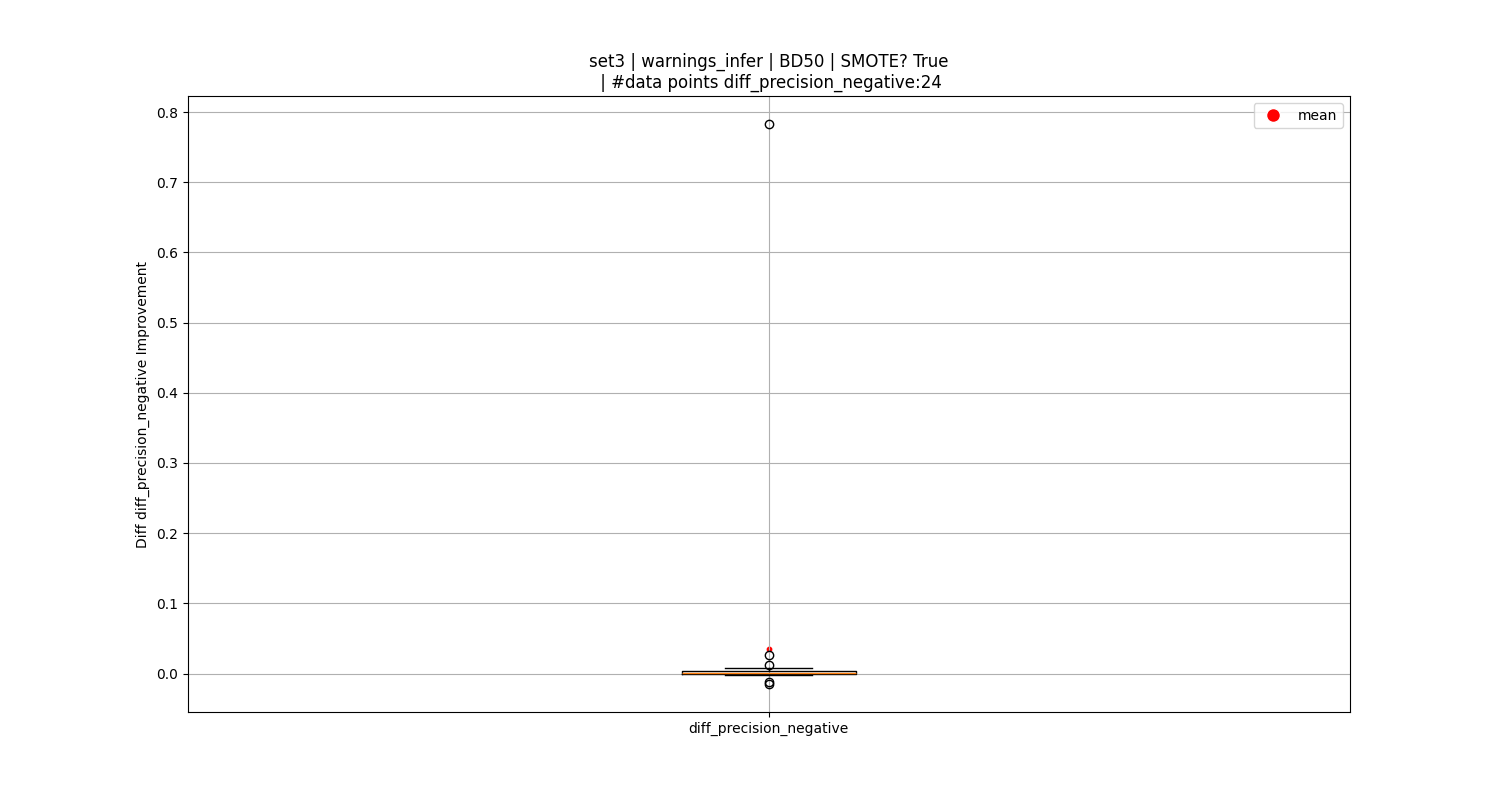 set3 | warnings_infer | BD50 | SMOTE? True
| #data points diff_precision_negative:24
mean
0.8
0.7
0.6
0.5
0.4
0.3
0.2
0.1
0.0
Diff diff_precision_negative Improvement
diff_precision_negative